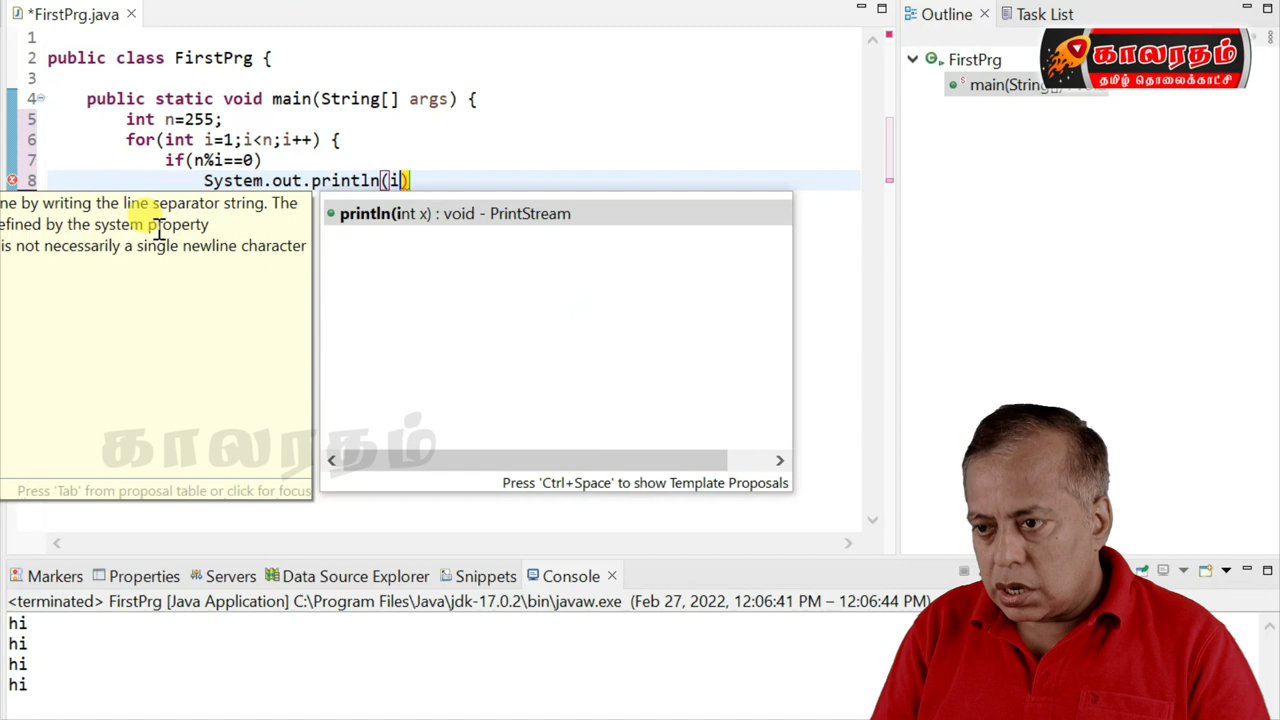 *FirstPrg.java
Outline
Task List
காலரதம்
தமிழ் தொலைக்காட்சி
1
2 public class FirstPrg {
3
4 public static void main(String[] args) {
5 int n=255;
6 for(int i=1;i<n;i++) {
7 if(n%i==0)
8 System.out.println(i)
FirstPrg
main(String[]
ne by writing the line separator string. The
efined by the system property
is not necessarily a single newline character
Press 'Tab' from proposal table or click for focus
println(int x) : void - PrintStream
Press 'Ctrl+Space' to show Template Proposals
காலரதம்
Markers
Properties
Servers
Data Source Explorer
Snippets
Console
<terminated> FirstPrg [Java Application] C:\Program Files\Java\jdk-17.0.2\bin\javaw.exe (Feb 27, 2022, 12:06:41 PM – 12:06:44 PM)
hi
hi
hi
hi